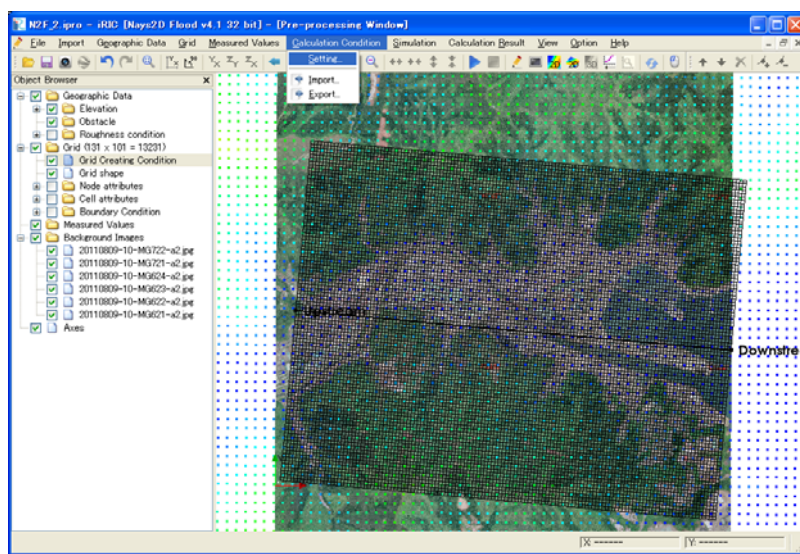 N2F_2.ipro - iRIC [Nays2D Flood v4.1 32 bit] - [Pre-processing Window]
File Import Geographic Data Grid Measured Values Calculation Condition Simulation Calculation Result View Option Help
Setting...
Import...
Export...
Object Browser
Geographic Data
Elevation
Obstacle
Roughness condition
Grid (131 x 101 = 13231)
Grid Creating Condition
Grid shape
Node attributes
Cell attributes
Boundary Condition
Measured Values
Background Images
20110809-10-MG722-a2.jpg
20110809-10-MG721-a2.jpg
20110809-10-MG624-a2.jpg
20110809-10-MG623-a2.jpg
20110809-10-MG622-a2.jpg
20110809-10-MG621-a2.jpg
Axes
Upstream
Downstre
X: ------ Y: ------